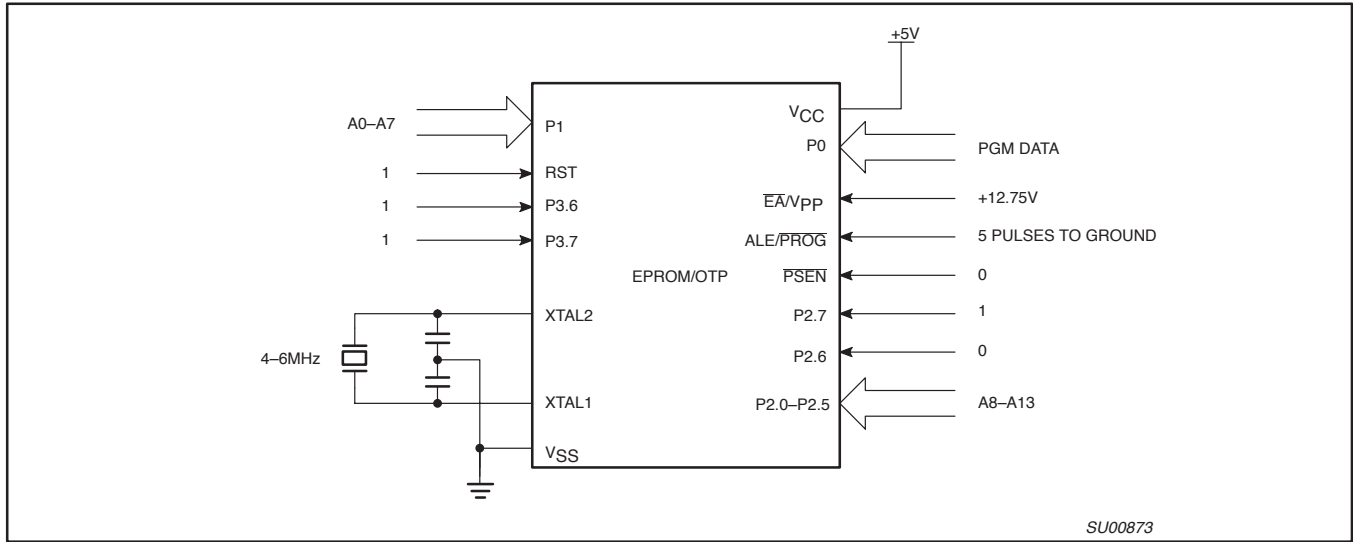 +5V
A0–A7
P1
VCC
P0
PGM DATA
1
RST
1
P3.6
EA/VPP
+12.75V
1
P3.7
ALE/PROG
5 PULSES TO GROUND
EPROM/OTP
PSEN
0
XTAL2
P2.7
1
4–6MHz
P2.6
0
XTAL1
P2.0–P2.5
A8–A13
VSS
SU00873